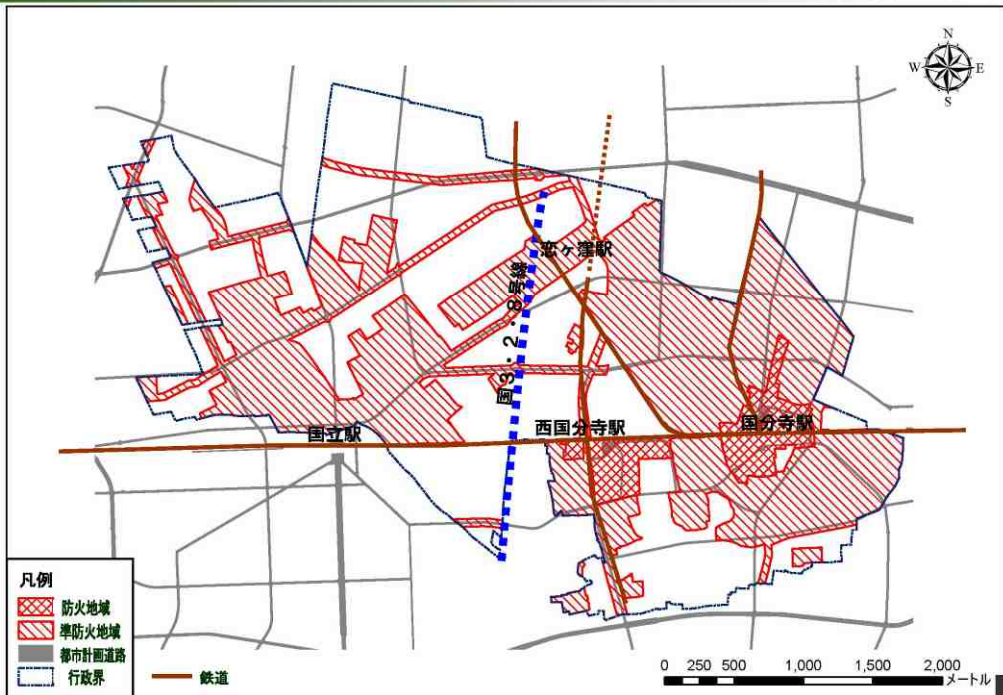 N
W E
S
恋ヶ窪駅
国3・2・8号線
国立駅
西国分寺駅
国分寺駅
凡例
防火地域
準防火地域
都市計画道路
行政界
鉄道
0 250 500 1,000 1,500 2,000
メートル